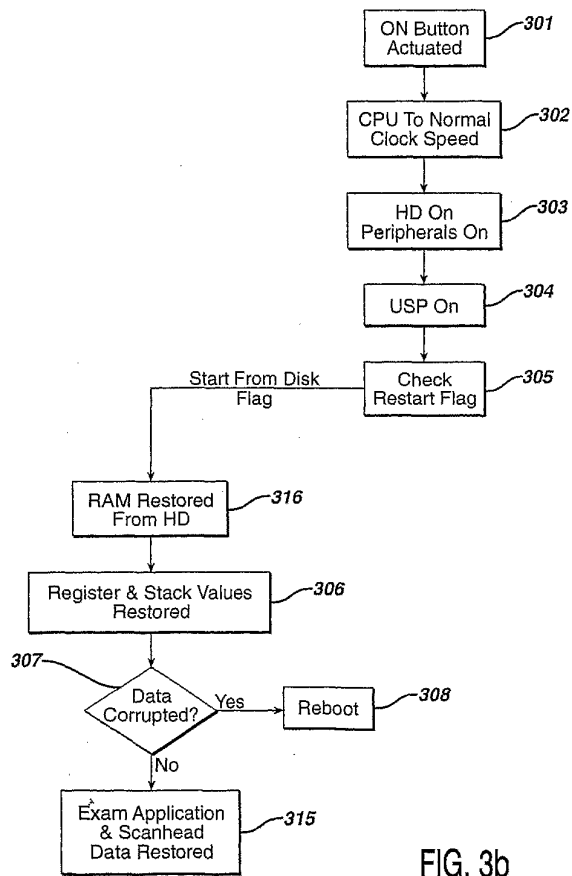 ON Button
Actuated
301
CPU To Normal
Clock Speed
302
HD On
Peripherals On
303
USP On
304
Check
Restart Flag
305
Start From Disk
Flag
RAM Restored
From HD
316
Register & Stack Values
Restored
306
307
Data
Corrupted?
Yes
Reboot
308
No
Exam Application
& Scanhead
Data Restored
315
FIG. 3b